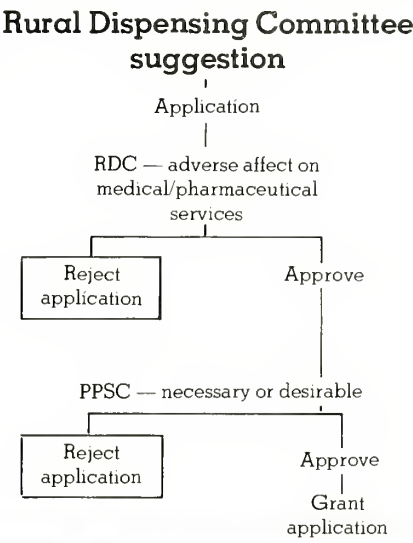 Rural Dispensing Committee
suggestion
Application
RDC — adverse affect on
medical/pharmaceutical
services
Reject
application
Approve
PPSC — necessary or desirable
Reject
application
Approve
Grant
application